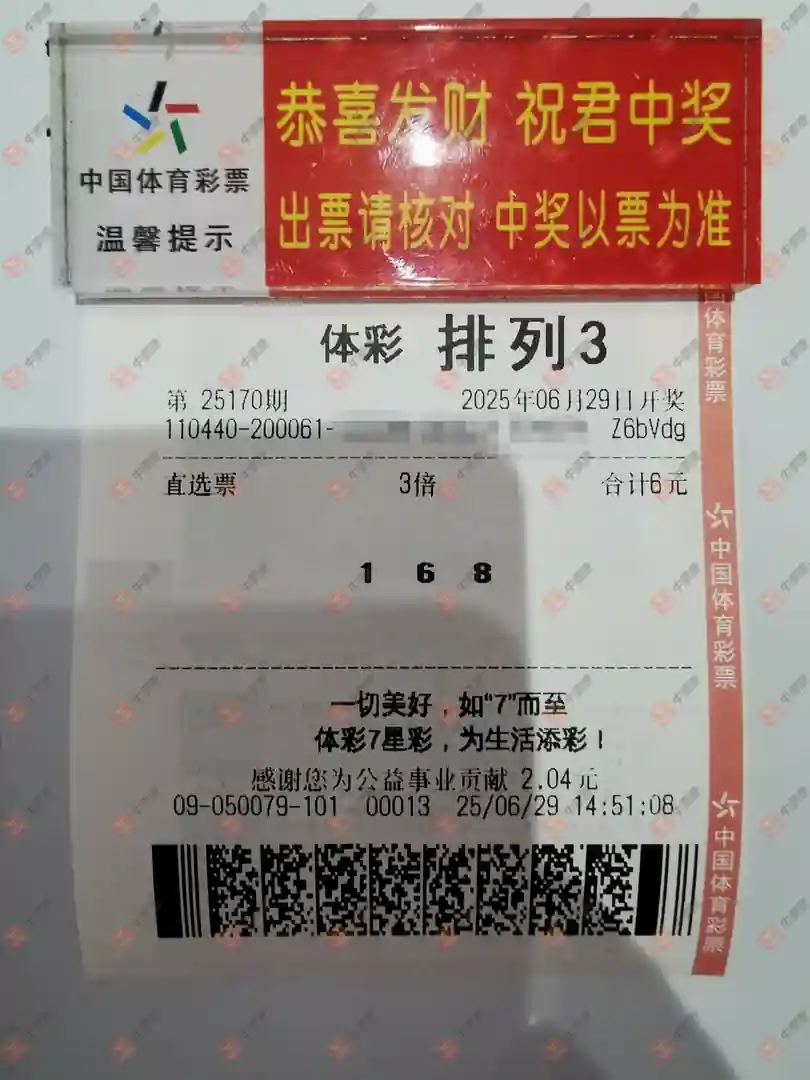 恭喜发财 祝君中奖
中国体育彩票
温馨提示
出票请核对 中奖以票为准
体彩 排列3
第 25170期 2025年06月29日开奖
110440-200061- Z6bVdg
直选票 3倍 合计6元
1 6 8
一切美好，如“7”而至
体彩7星彩，为生活添彩！
感谢您为公益事业贡献 2.04元
09-050079-101 00013 25/06/29 14:51:08
国体育彩票
中国体育彩票
中国体育彩票